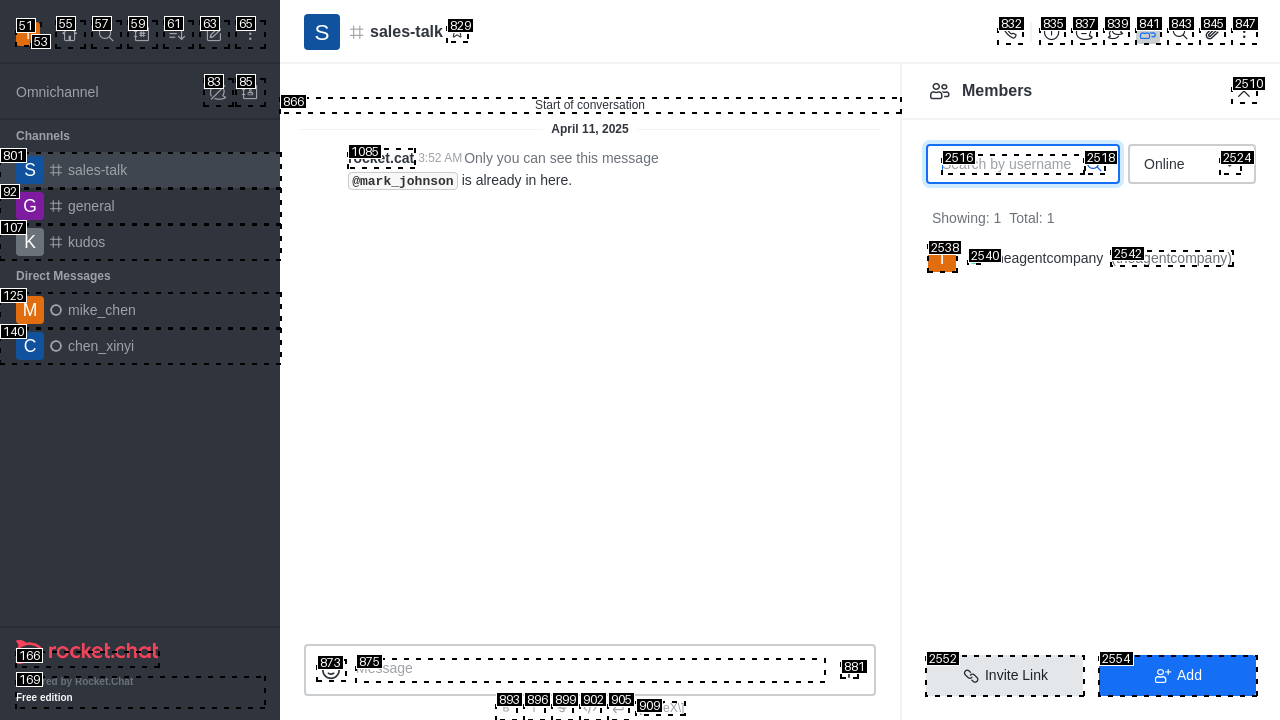 51
53
55
57
59
61
63
65
S
sales-talk
829
832
835
837
839
841
843
845
847
Omnichannel
83
85
Members
2510
866
Start of conversation
Channels
April 11, 2025
801
S
sales-talk
1085
rocket.cat 3:52 AM Only you can see this message
@mark_johnson is already in here.
2516
Search by username
2518
Online
2524
92
G
general
Showing: 1 Total: 1
107
K
kudos
2538
2540
theagentcompany
2542
(theagentcompany)
Direct Messages
125
M
mike_chen
140
C
chen_xinyi
166
rocket.chat
169
Powered by Rocket.Chat
Free edition
873
875
Message
881
893
896
899
902
905
909
2552
Invite Link
2554
Add